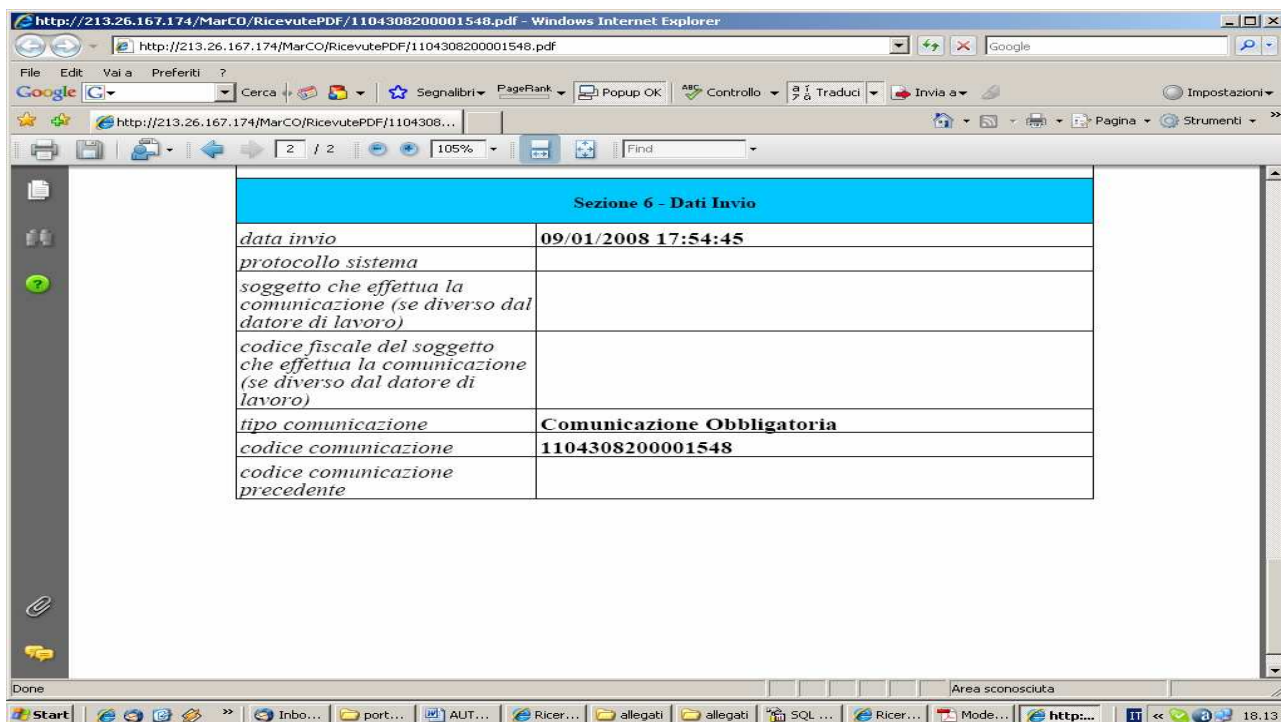 http://213.26.167.174/MarCO/RicevutePDF/1104308200001548.pdf - Windows Internet Explorer
http://213.26.167.174/MarCO/RicevutePDF/1104308200001548.pdf
Google
File Edit Vai a Preferiti ?
Google G Cerca Segnalibri PageRank Popup OK ABC Controllo Traduci Invia a Impostazioni
http://213.26.167.174/MarCO/RicevutePDF/1104308... Pagina Strumenti »
2 / 2 105% Find
Sezione 6 - Dati Invio
data invio 09/01/2008 17:54:45
protocollo sistema
soggetto che effettua la
comunicazione (se diverso dal
datore di lavoro)
codice fiscale del soggetto
che effettua la comunicazione
(se diverso dal datore di
lavoro)
tipo comunicazione Comunicazione Obbligatoria
codice comunicazione 1104308200001548
codice comunicazione
precedente
Done Area sconosciuta
Start » Inbo... port... AUT... Ricer... allegati allegati SQL ... Ricer... Mode... http:... IT « 18.13